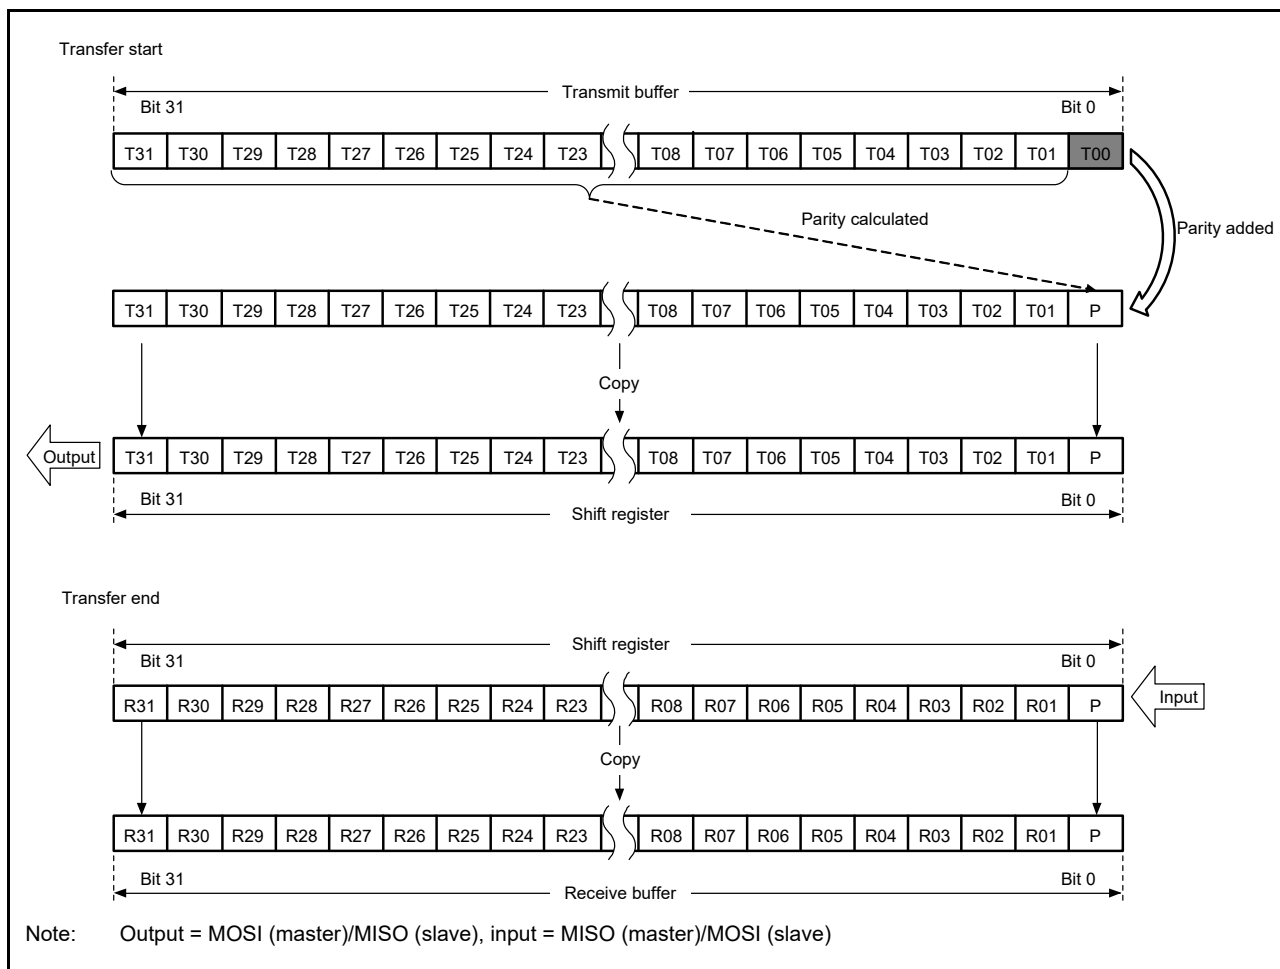 Transfer start
Transmit buffer
Bit 31 Bit 0
T31 T30 T29 T28 T27 T26 T25 T24 T23 T08 T07 T06 T05 T04 T03 T02 T01 T00
Parity calculated
Parity added
T31 T30 T29 T28 T27 T26 T25 T24 T23 T08 T07 T06 T05 T04 T03 T02 T01 P
Copy
Output
T31 T30 T29 T28 T27 T26 T25 T24 T23 T08 T07 T06 T05 T04 T03 T02 T01 P
Bit 31 Bit 0
Shift register
Transfer end
Shift register
Bit 31 Bit 0
R31 R30 R29 R28 R27 R26 R25 R24 R23 R08 R07 R06 R05 R04 R03 R02 R01 P
Input
Copy
R31 R30 R29 R28 R27 R26 R25 R24 R23 R08 R07 R06 R05 R04 R03 R02 R01 P
Bit 31 Bit 0
Receive buffer
Note: Output = MOSI (master)/MISO (slave), input = MISO (master)/MOSI (slave)